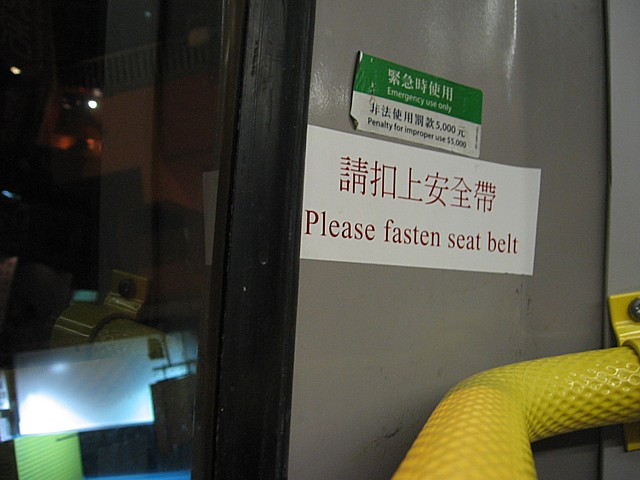 緊急時使用
Emergency use only
非法使用罰款5,000元
Penalty for improper use $5,000
請扣上安全帶
Please fasten seat belt